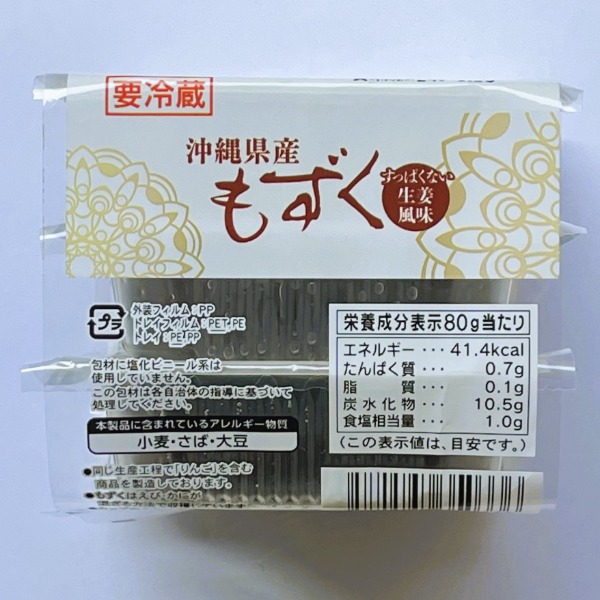 要冷蔵
沖縄県産
もずく
すっぱくない
生姜
風味
プラ
外装フィルム:PP
トレイフィルム:PET,PE
トレイ:PE,PP
包材に塩化ビニール系は
使用していません。
この包材は各自治体の指導に基づいて
処理してください。
本製品に含まれているアレルギー物質
小麦・さば・大豆
●同じ生産工程で「りんご」を含む
商品を製造しております。
●もずくはえび・かにが
栄養成分表示80g当たり
エネルギー・・・41.4kcal
たんぱく質・・・0.7g
脂質・・・0.1g
炭水化物・・・10.5g
食塩相当量・・・1.0g
(この表示値は、目安です。)